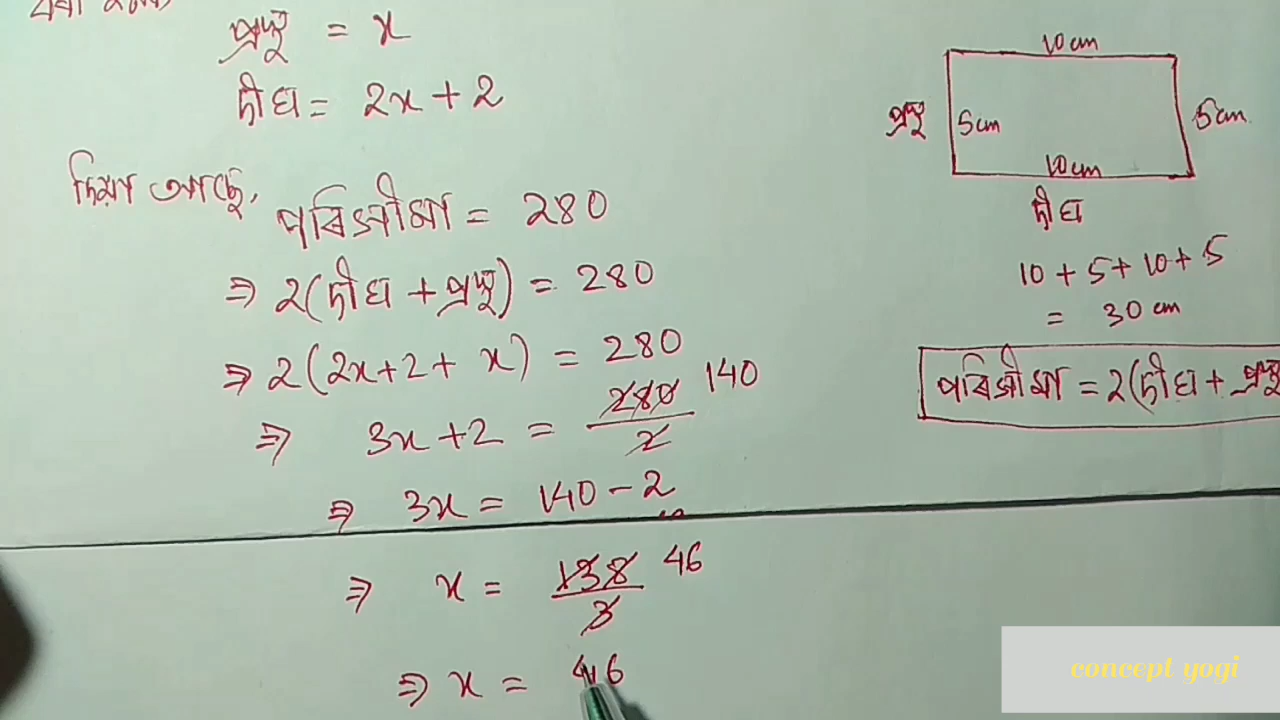 প্ৰস্থ = x
দীঘ = 2x + 2
দিয়া আছে,
পৰিসীমা = 280
⇒ 2(দীঘ + প্ৰস্থ) = 280
⇒ 2(2x+2+ x) = 280
⇒ 3x+2 = 280/2 140
⇒ 3x = 140 - 2
⇒ x = 138/3 46
⇒ x = 46
10cm
প্ৰস্থ 5cm 5cm
10cm
দীঘ
10 + 5 + 10 + 5
= 30 cm
পৰিসীমা = 2(দীঘ + প্ৰস্থ
concept yogi